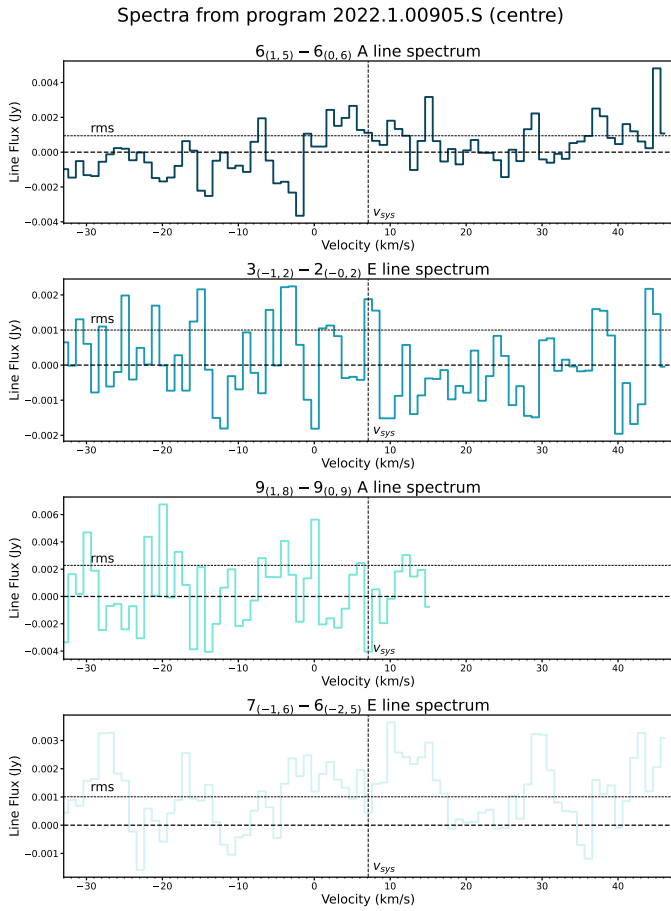 Spectra from program 2022.1.00905.S (centre)
6(1,5) − 6(0,6) A line spectrum
Line Flux (Jy)
0.004
0.002
0.000
−0.002
−0.004
rms
v_sys
−30 −20 −10 0 10 20 30 40
Velocity (km/s)
3(−1,2) − 2(−0,2) E line spectrum
Line Flux (Jy)
0.002
0.001
0.000
−0.001
−0.002
rms
v_sys
−30 −20 −10 0 10 20 30 40
Velocity (km/s)
9(1,8) − 9(0,9) A line spectrum
Line Flux (Jy)
0.006
0.004
0.002
0.000
−0.002
−0.004
rms
v_sys
−30 −20 −10 0 10 20 30 40
Velocity (km/s)
7(−1,6) − 6(−2,5) E line spectrum
Line Flux (Jy)
0.003
0.002
0.001
0.000
−0.001
rms
v_sys
−30 −20 −10 0 10 20 30 40
Velocity (km/s)